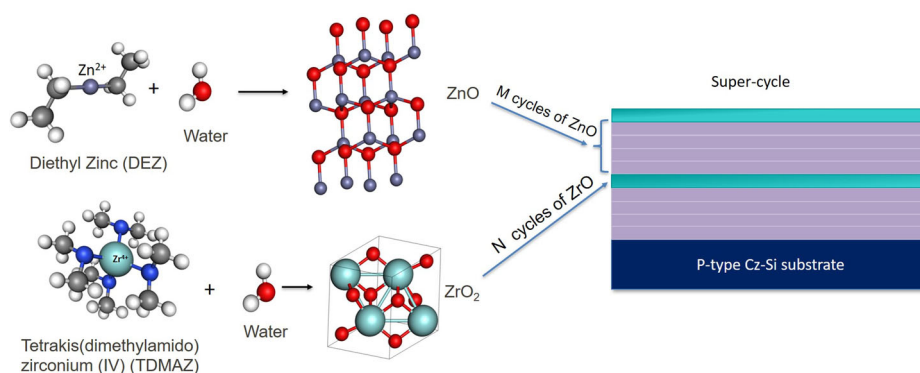 Zn2+
+
Water
Diethyl Zinc (DEZ)
ZnO
M cycles of ZnO
Super-cycle
P-type Cz-Si substrate
N cycles of ZrO
Zr4+
+
Water
ZrO2
Tetrakis(dimethylamido)
zirconium (IV) (TDMAZ)